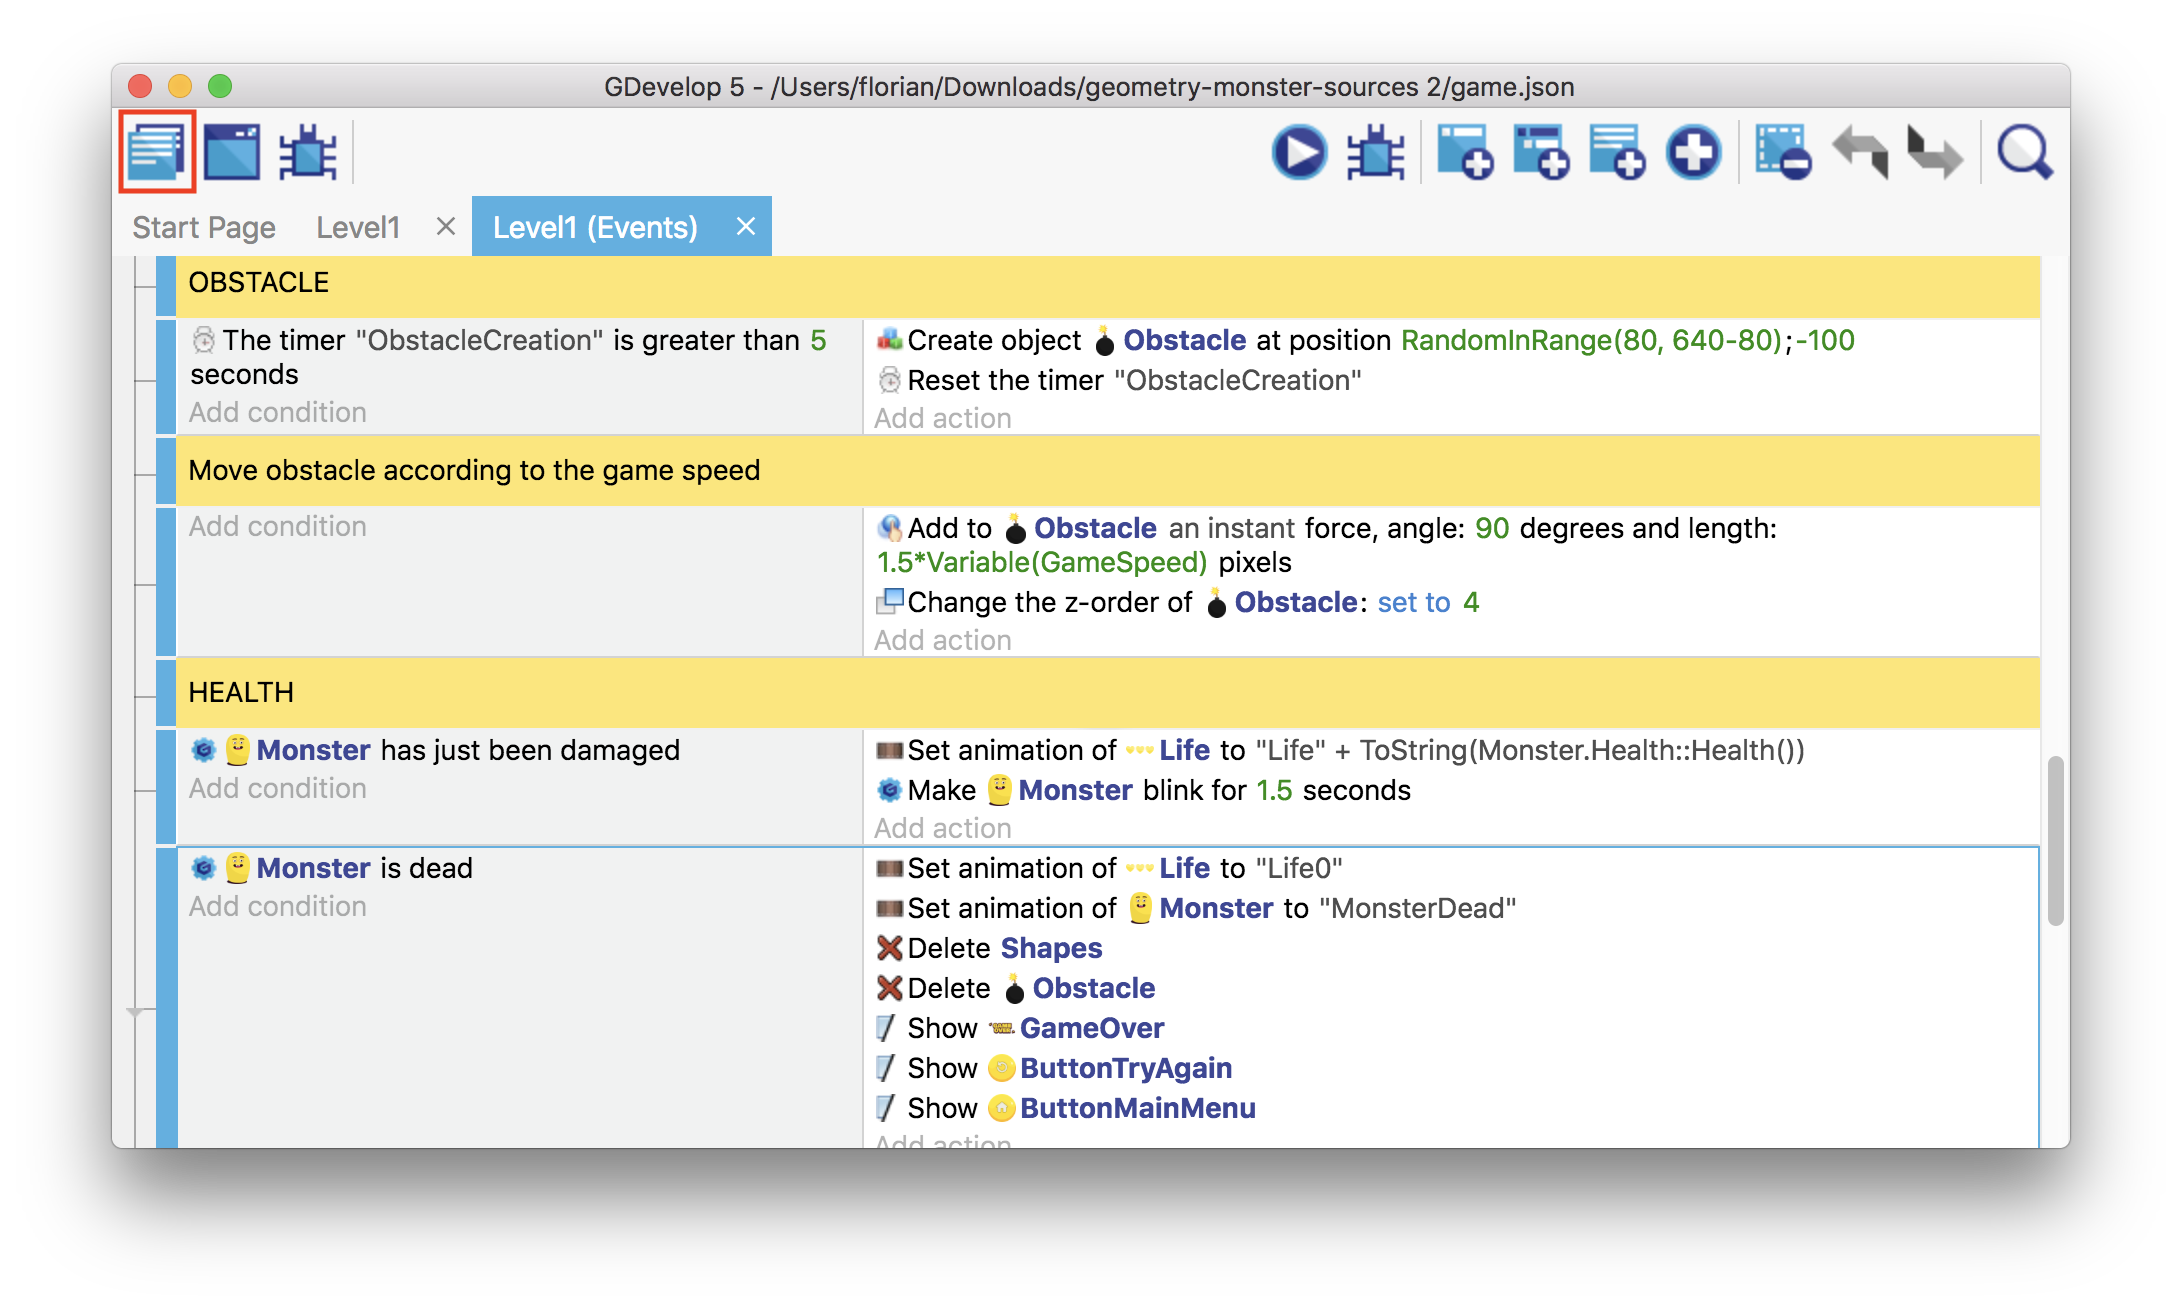 GDevelop 5 - /Users/florian/Downloads/geometry-monster-sources 2/game.json
Start Page Level1 Level1 (Events)
OBSTACLE
The timer "ObstacleCreation" is greater than 5
seconds
Add condition
Create object Obstacle at position RandomInRange(80, 640-80);-100
Reset the timer "ObstacleCreation"
Add action
Move obstacle according to the game speed
Add condition
Add to Obstacle an instant force, angle: 90 degrees and length:
1.5*Variable(GameSpeed) pixels
Change the z-order of Obstacle: set to 4
Add action
HEALTH
Monster has just been damaged
Add condition
Set animation of Life to "Life" + ToString(Monster.Health::Health())
Make Monster blink for 1.5 seconds
Add action
Monster is dead
Add condition
Set animation of Life to "Life0"
Set animation of Monster to "MonsterDead"
Delete Shapes
Delete Obstacle
Show GameOver
Show ButtonTryAgain
Show ButtonMainMenu
Add action